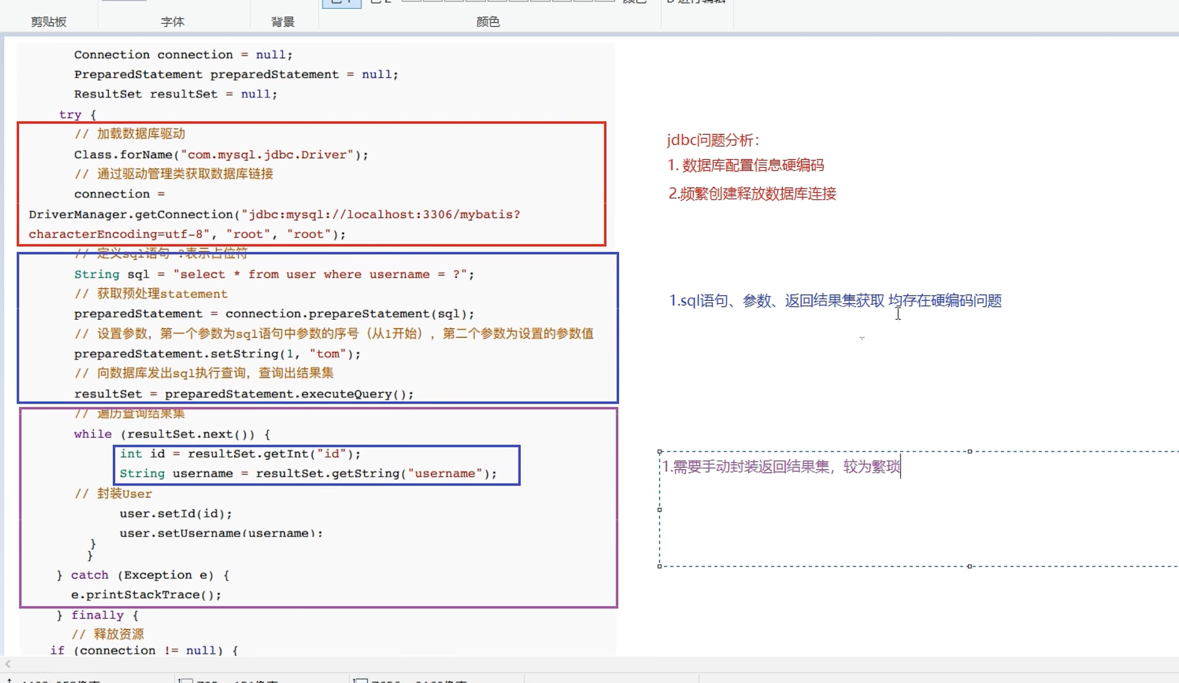 剪贴板
字体
背景
颜色
Connection connection = null;
PreparedStatement preparedStatement = null;
ResultSet resultSet = null;
try {
// 加载数据库驱动
Class.forName("com.mysql.jdbc.Driver");
// 通过驱动管理类获取数据库链接
connection =
DriverManager.getConnection("jdbc:mysql://localhost:3306/mybatis?
characterEncoding=utf-8", "root", "root");
// 定义sql语句 ?表示占位符
String sql = "select * from user where username = ?";
// 获取预处理statement
preparedStatement = connection.prepareStatement(sql);
// 设置参数，第一个参数为sql语句中参数的序号（从1开始），第二个参数为设置的参数值
preparedStatement.setString(1, "tom");
// 向数据库发出sql执行查询，查询出结果集
resultSet = preparedStatement.executeQuery();
// 遍历查询结果集
while (resultSet.next()) {
int id = resultSet.getInt("id");
String username = resultSet.getString("username");
// 封装User
user.setId(id);
user.setUsername(username);
}
}
} catch (Exception e) {
e.printStackTrace();
} finally {
// 释放资源
if (connection != null) {
jdbc问题分析：
1. 数据库配置信息硬编码
2.频繁创建释放数据库连接
1.sql语句、参数、返回结果集获取 均存在硬编码问题
1.需要手动封装返回结果集，较为繁琐